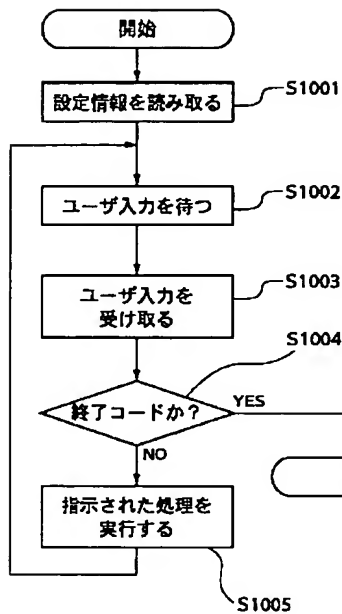 開始
設定情報を読み取る
S1001
ユーザ入力を待つ
S1002
ユーザ入力を
受け取る
S1003
S1004
終了コードか？
YES
NO
指示された処理を
実行する
S1005